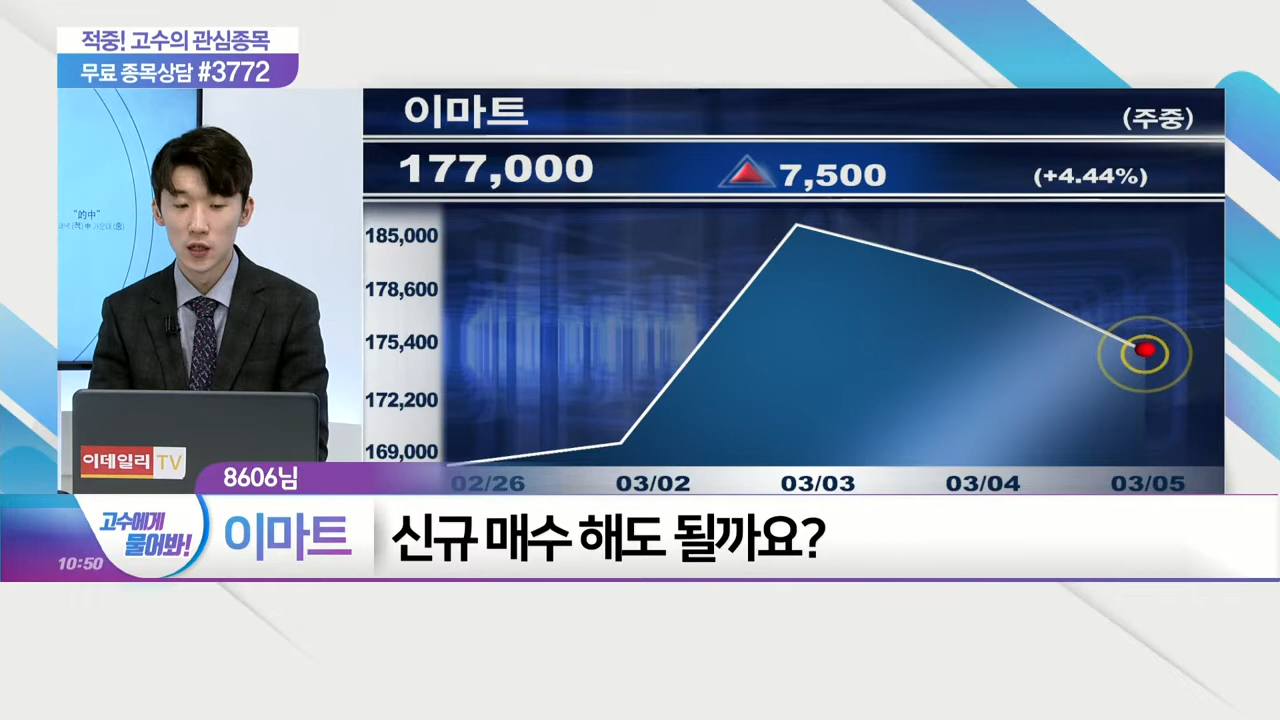 적중! 고수의 관심종목
무료 종목상담 #3772
"的中"
이마트
(주중)
177,000
7,500
(+4.44%)
185,000
178,600
175,400
172,200
169,000
02/26
03/02
03/03
03/04
03/05
이데일리 TV
8606님
고수에게
물어봐!
10:50
이마트
신규 매수 해도 될까요?